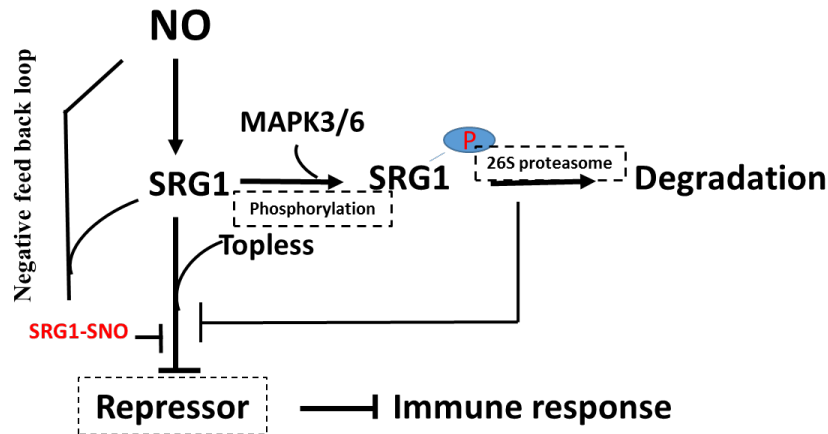 NO
Negative feed back loop
MAPK3/6
P
SRG1
SRG1
26S proteasome
Degradation
Phosphorylation
Topless
SRG1-SNO
Repressor
Immune response